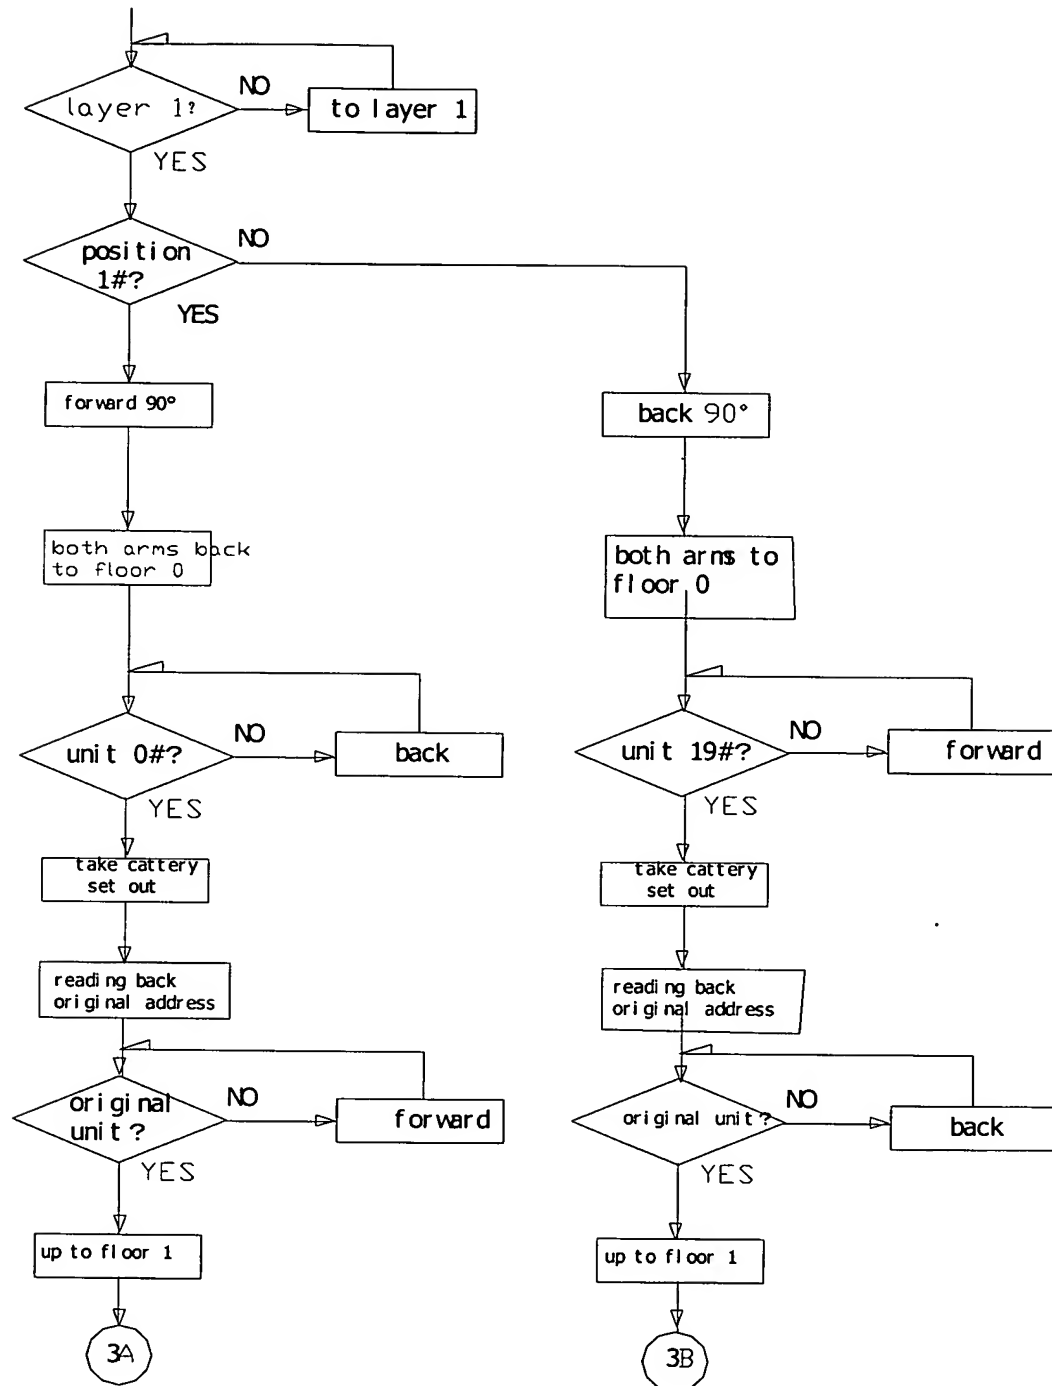 layer 1?
NO
to layer 1
YES
position
1#?
NO
YES
forward 90°
back 90°
both arms back
to floor 0
both arms to
floor 0
unit 0#?
NO
back
YES
unit 19#?
NO
forward
YES
take cattery
set out
take cattery
set out
reading back
original address
reading back
original address
original
unit?
NO
forward
YES
original unit?
NO
back
YES
up to floor 1
up to floor 1
3A
3B